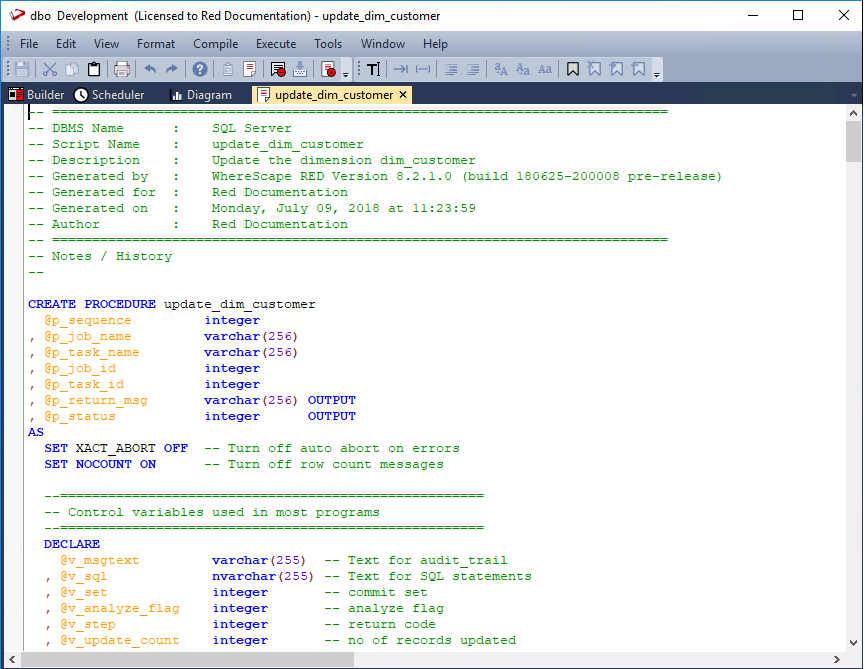 dbo Development (Licensed to Red Documentation) - update_dim_customer
File Edit View Format Compile Execute Tools Window Help
Builder Scheduler Diagram update_dim_customer
-- =============================================================================
-- DBMS Name      :    SQL Server
-- Script Name    :    update_dim_customer
-- Description    :    Update the dimension dim_customer
-- Generated by   :    WhereScape RED Version 8.2.1.0 (build 180625-200008 pre-release)
-- Generated for  :    Red Documentation
-- Generated on   :    Monday, July 09, 2018 at 11:23:59
-- Author         :    Red Documentation
-- =============================================================================
-- Notes / History
--
CREATE PROCEDURE update_dim_customer
  @p_sequence         integer
, @p_job_name         varchar(256)
, @p_task_name        varchar(256)
, @p_job_id           integer
, @p_task_id          integer
, @p_return_msg       varchar(256) OUTPUT
, @p_status           integer      OUTPUT
AS
  SET XACT_ABORT OFF  -- Turn off auto abort on errors
  SET NOCOUNT ON      -- Turn off row count messages
  --=====================================================
  -- Control variables used in most programs
  --=====================================================
  DECLARE
    @v_msgtext         varchar(255)  -- Text for audit_trail
  , @v_sql             nvarchar(255) -- Text for SQL statements
  , @v_set             integer       -- commit set
  , @v_analyze_flag    integer       -- analyze flag
  , @v_step            integer       -- return code
  , @v_update_count    integer       -- no of records updated